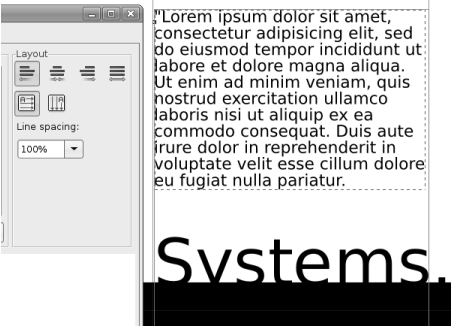 Layout
Line spacing:
100%
"Lorem ipsum dolor sit amet,
consectetur adipisicing elit, sed
do eiusmod tempor incididunt ut
labore et dolore magna aliqua.
Ut enim ad minim veniam, quis
nostrud exercitation ullamco
laboris nisi ut aliquip ex ea
commodo consequat. Duis aute
irure dolor in reprehenderit in
voluptate velit esse cillum dolore
eu fugiat nulla pariatur.
Systems.